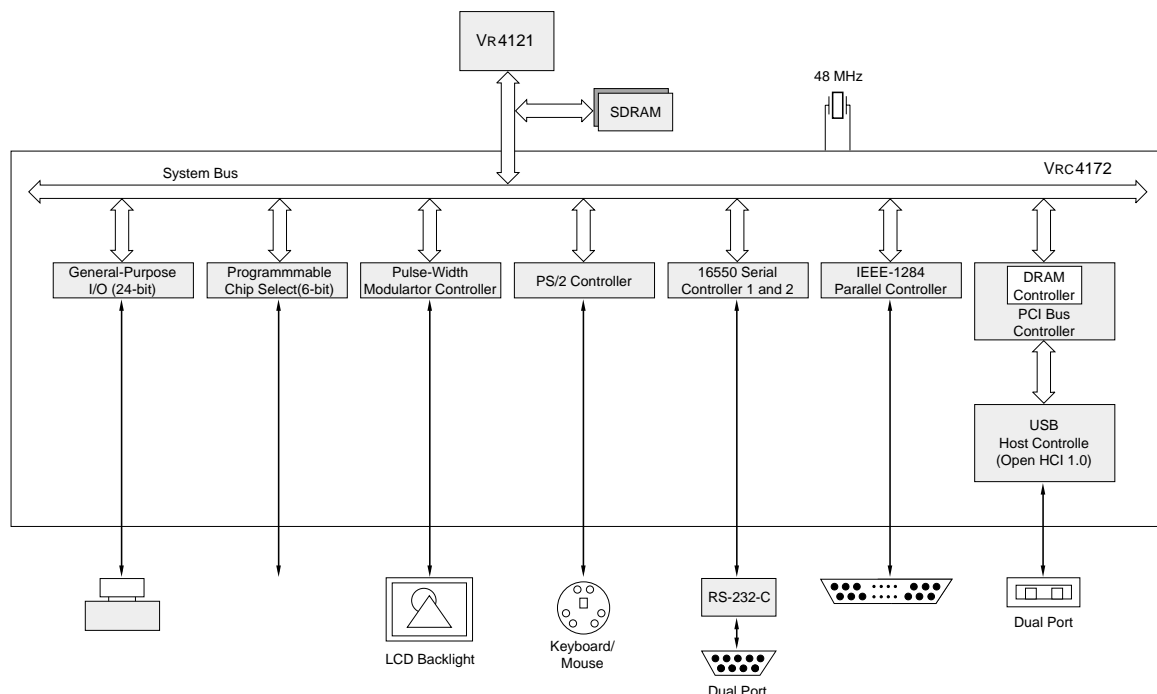 VR4121
SDRAM
48 MHz
System Bus
VRC4172
General-Purpose
I/O (24-bit)
Programmmable
Chip Select(6-bit)
Pulse-Width
Modulartor Controller
PS/2 Controller
16550 Serial
Controller 1 and 2
IEEE-1284
Parallel Controller
DRAM
Controller
PCI Bus
Controller
USB
Host Controlle
(Open HCI 1.0)
LCD Backlight
Keyboard/
Mouse
RS-232-C
Dual Port
Dual Port